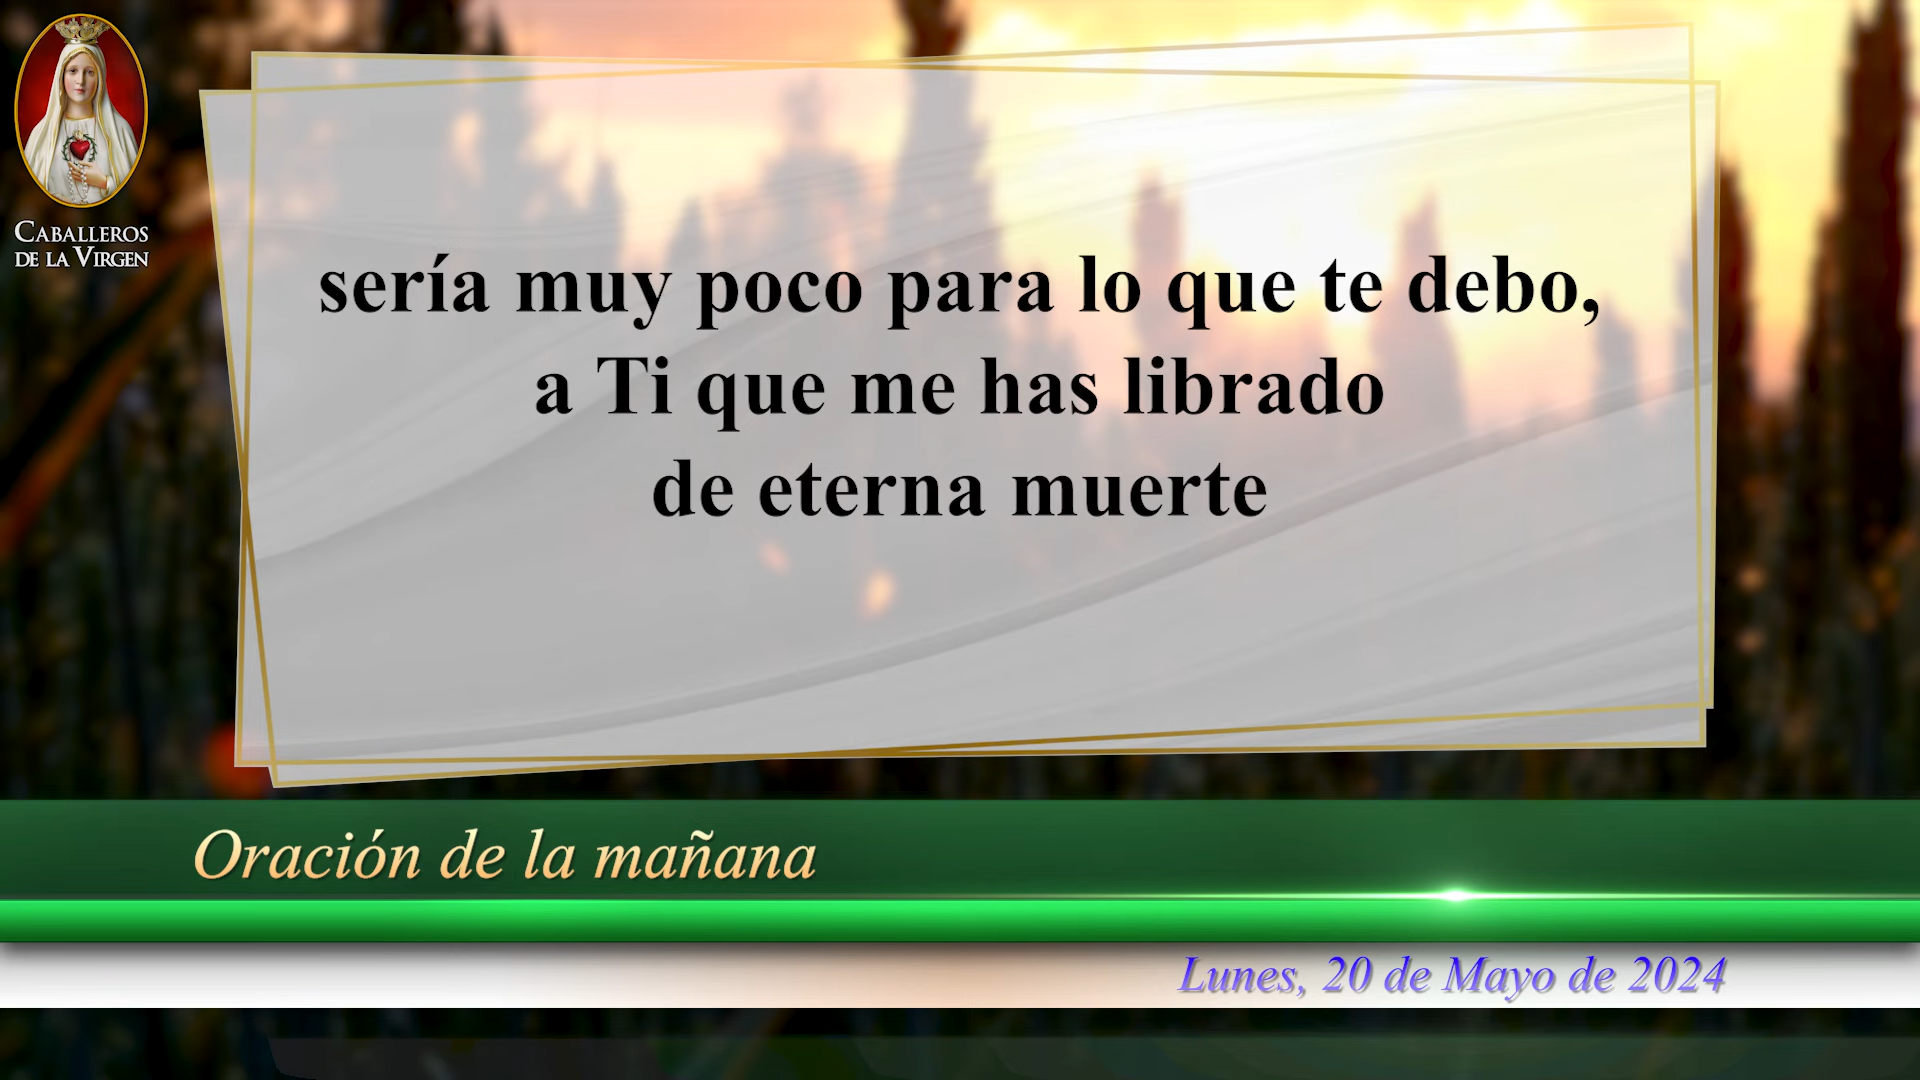 CABALLEROS
DE LA VIRGEN
sería muy poco para lo que te debo,
a Ti que me has librado
de eterna muerte
Oración de la mañana
Lunes, 20 de Mayo de 2024